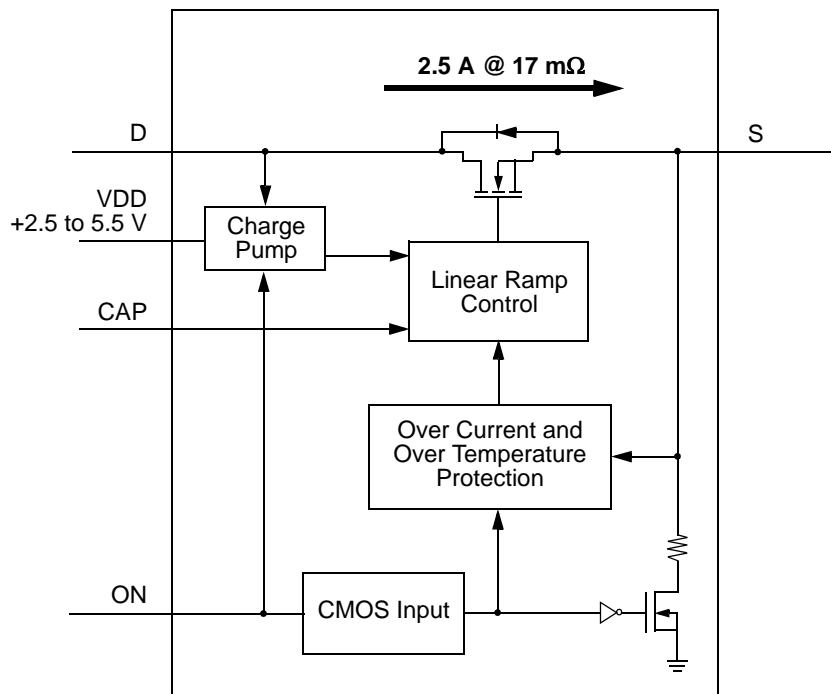 2.5 A @ 17 mΩ
D
S
VDD
+2.5 to 5.5 V
Charge
Pump
Linear Ramp
Control
CAP
Over Current and
Over Temperature
Protection
ON
CMOS Input